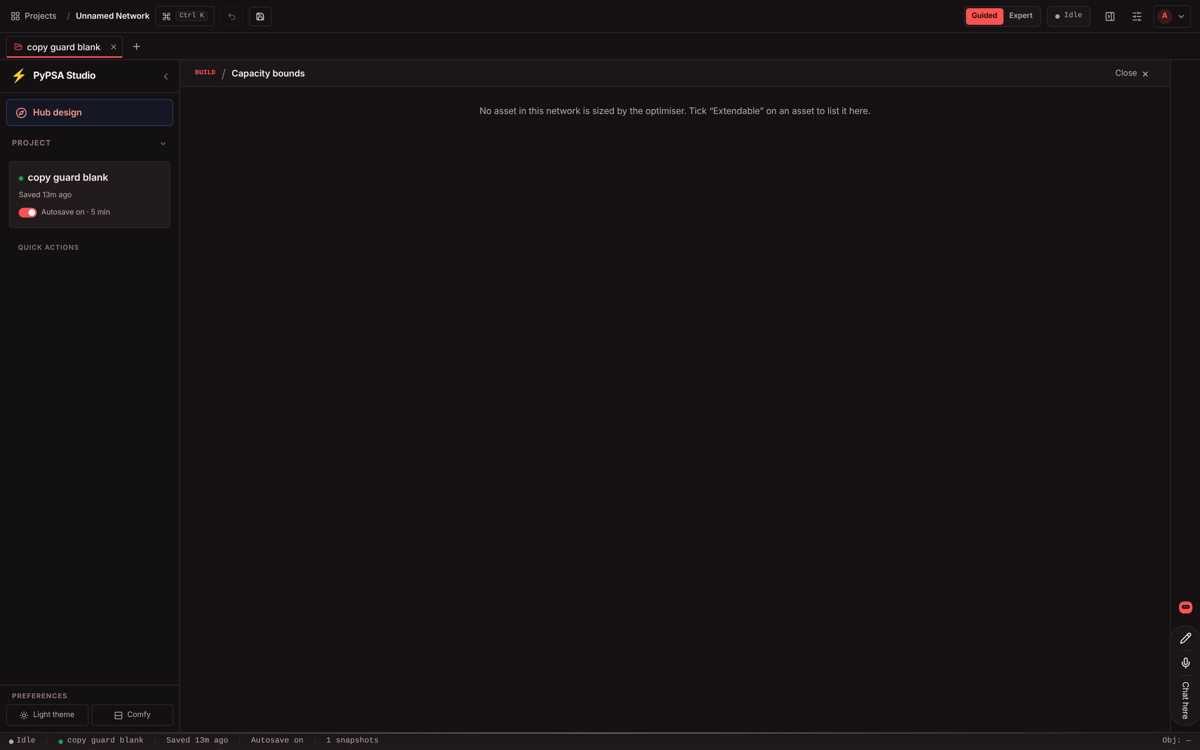 Projects / Unnamed Network Ctrl K Guided Expert Idle A
copy guard blank
PyPSA Studio
BUILD / Capacity bounds Close
Hub design
No asset in this network is sized by the optimiser. Tick “Extendable” on an asset to list it here.
PROJECT
copy guard blank
Saved 13m ago
Autosave on · 5 min
QUICK ACTIONS
Chat here
PREFERENCES
Light theme Comfy
Idle copy guard blank Saved 13m ago Autosave on 1 snapshots Obj: —